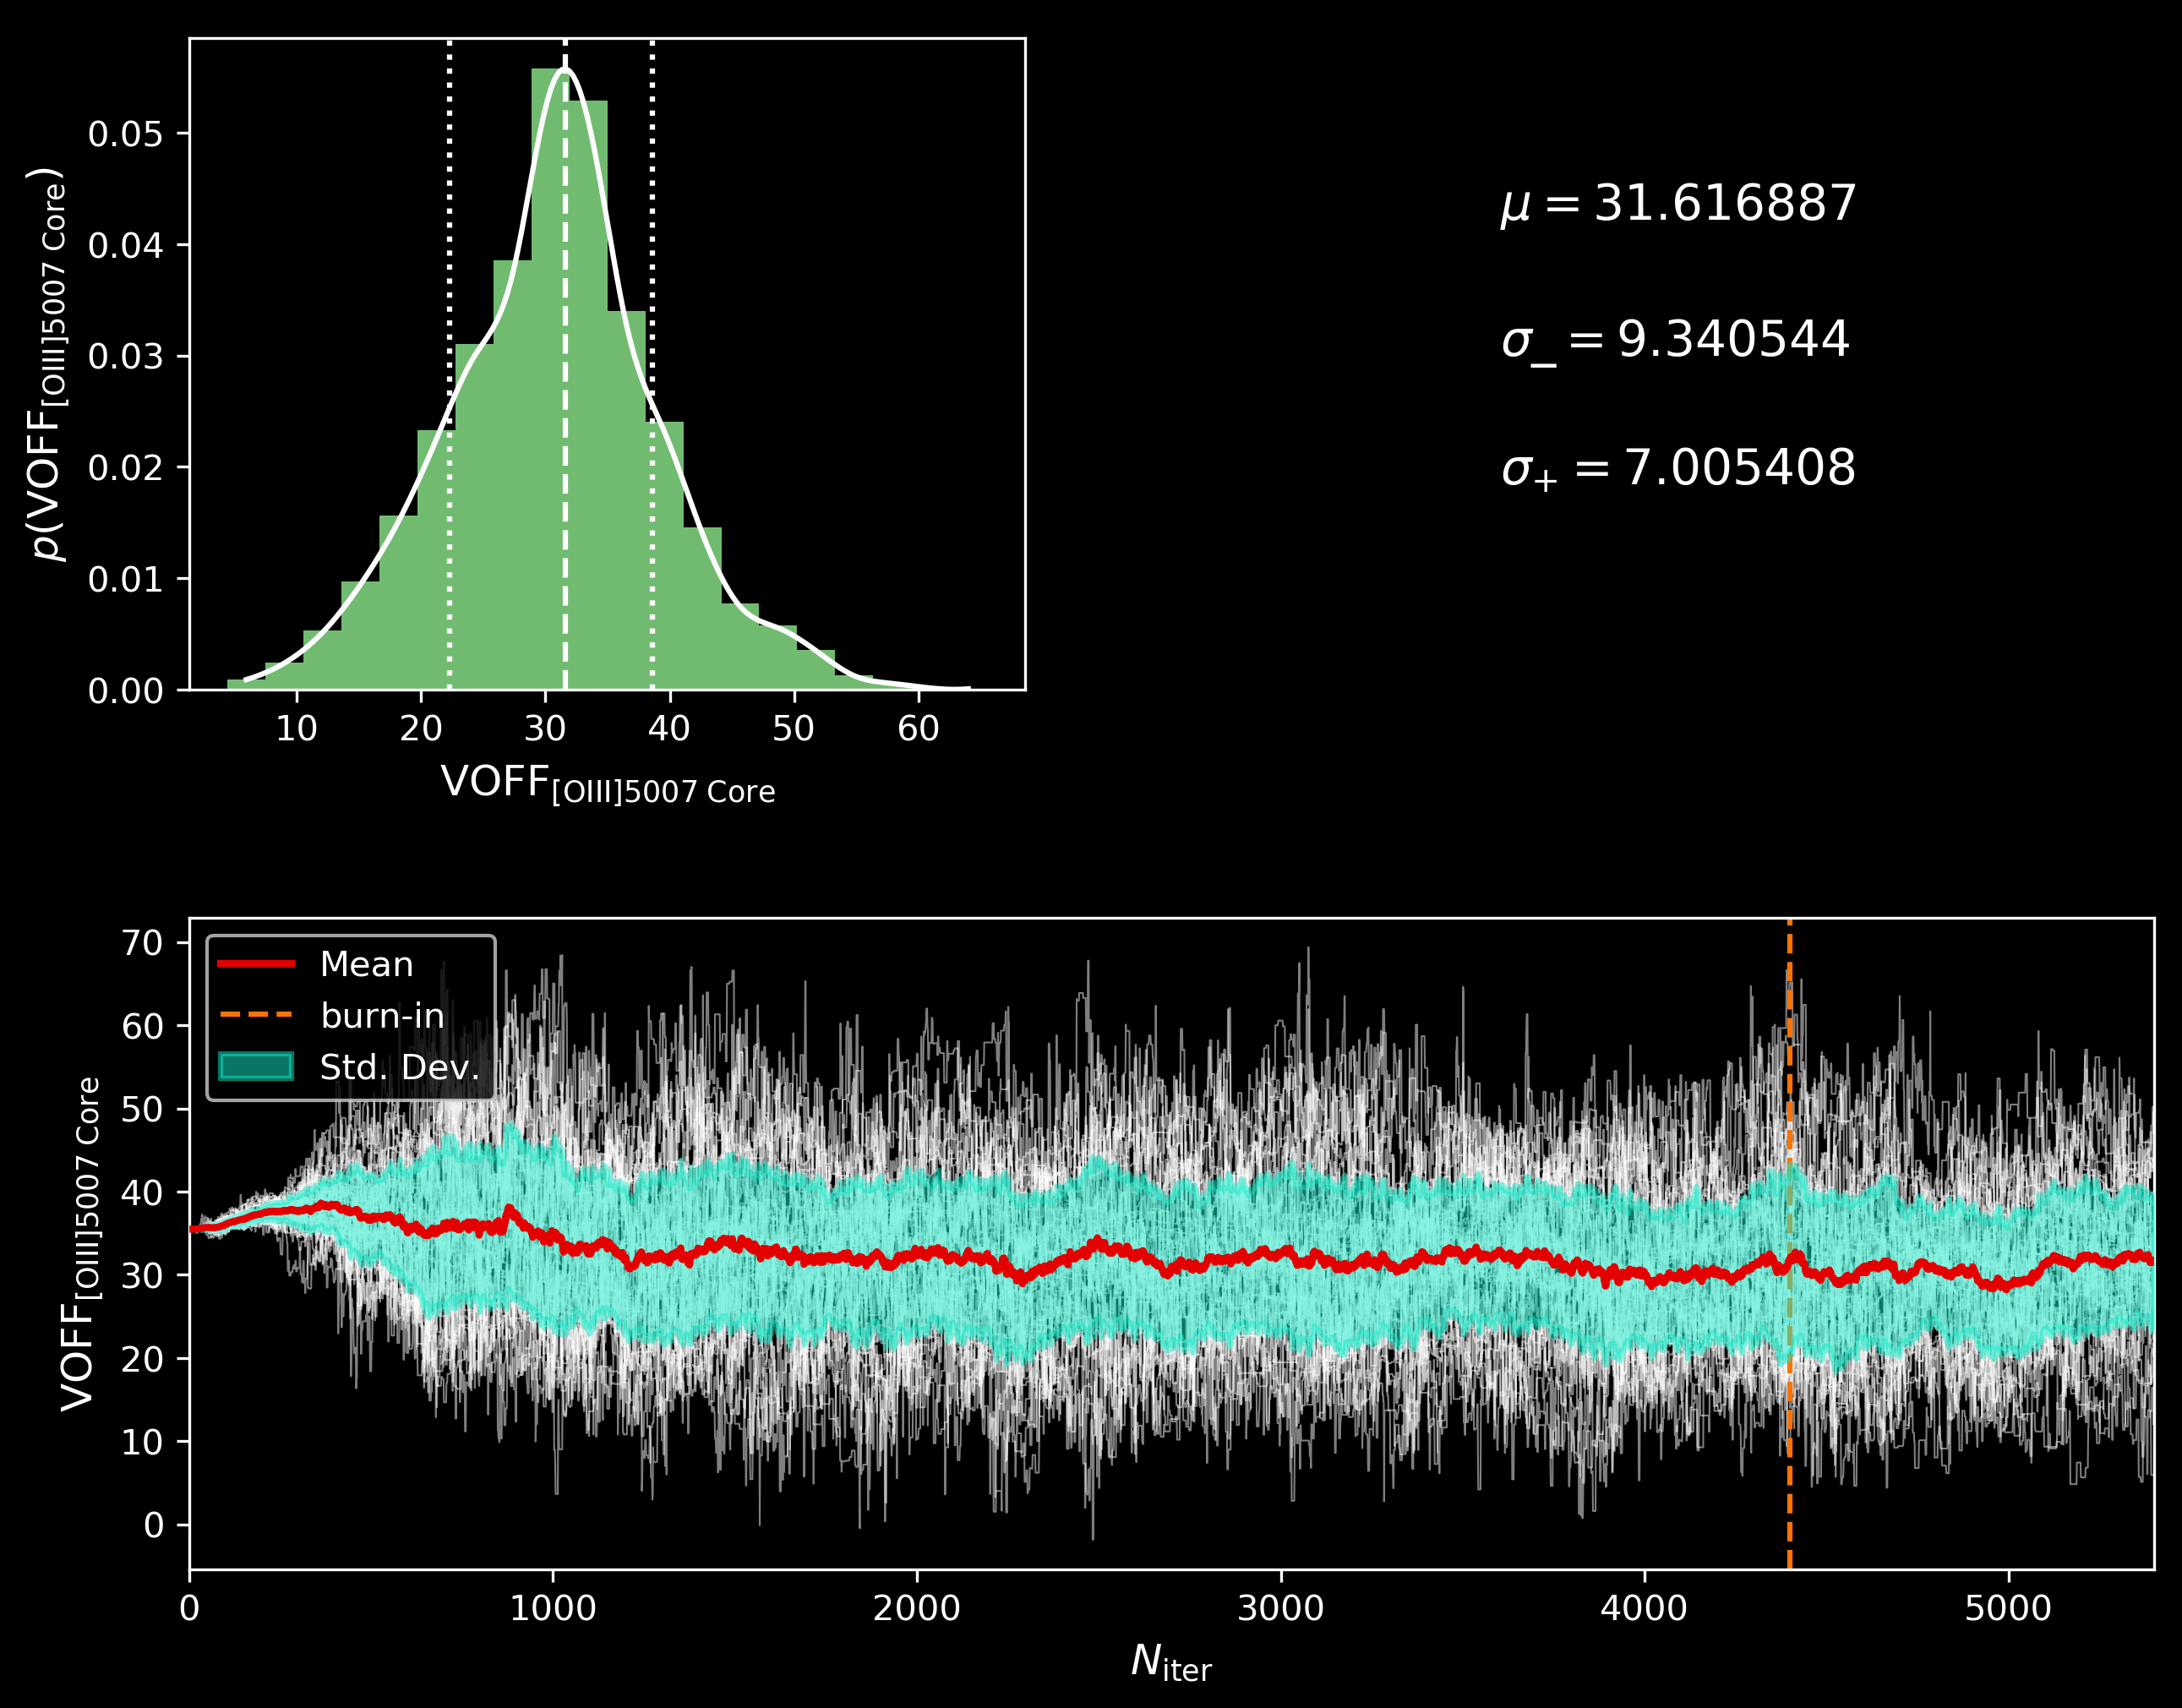 0.05
0.04
0.03
0.02
0.01
0.00
p(VOFF[OIII]5007 Core)
10 20 30 40 50 60
VOFF[OIII]5007 Core
μ = 31.616887
σ− = 9.340544
σ+ = 7.005408
70
60
50
40
30
20
10
0
VOFF[OIII]5007 Core
Mean
burn-in
Std. Dev.
0 1000 2000 3000 4000 5000
Niter